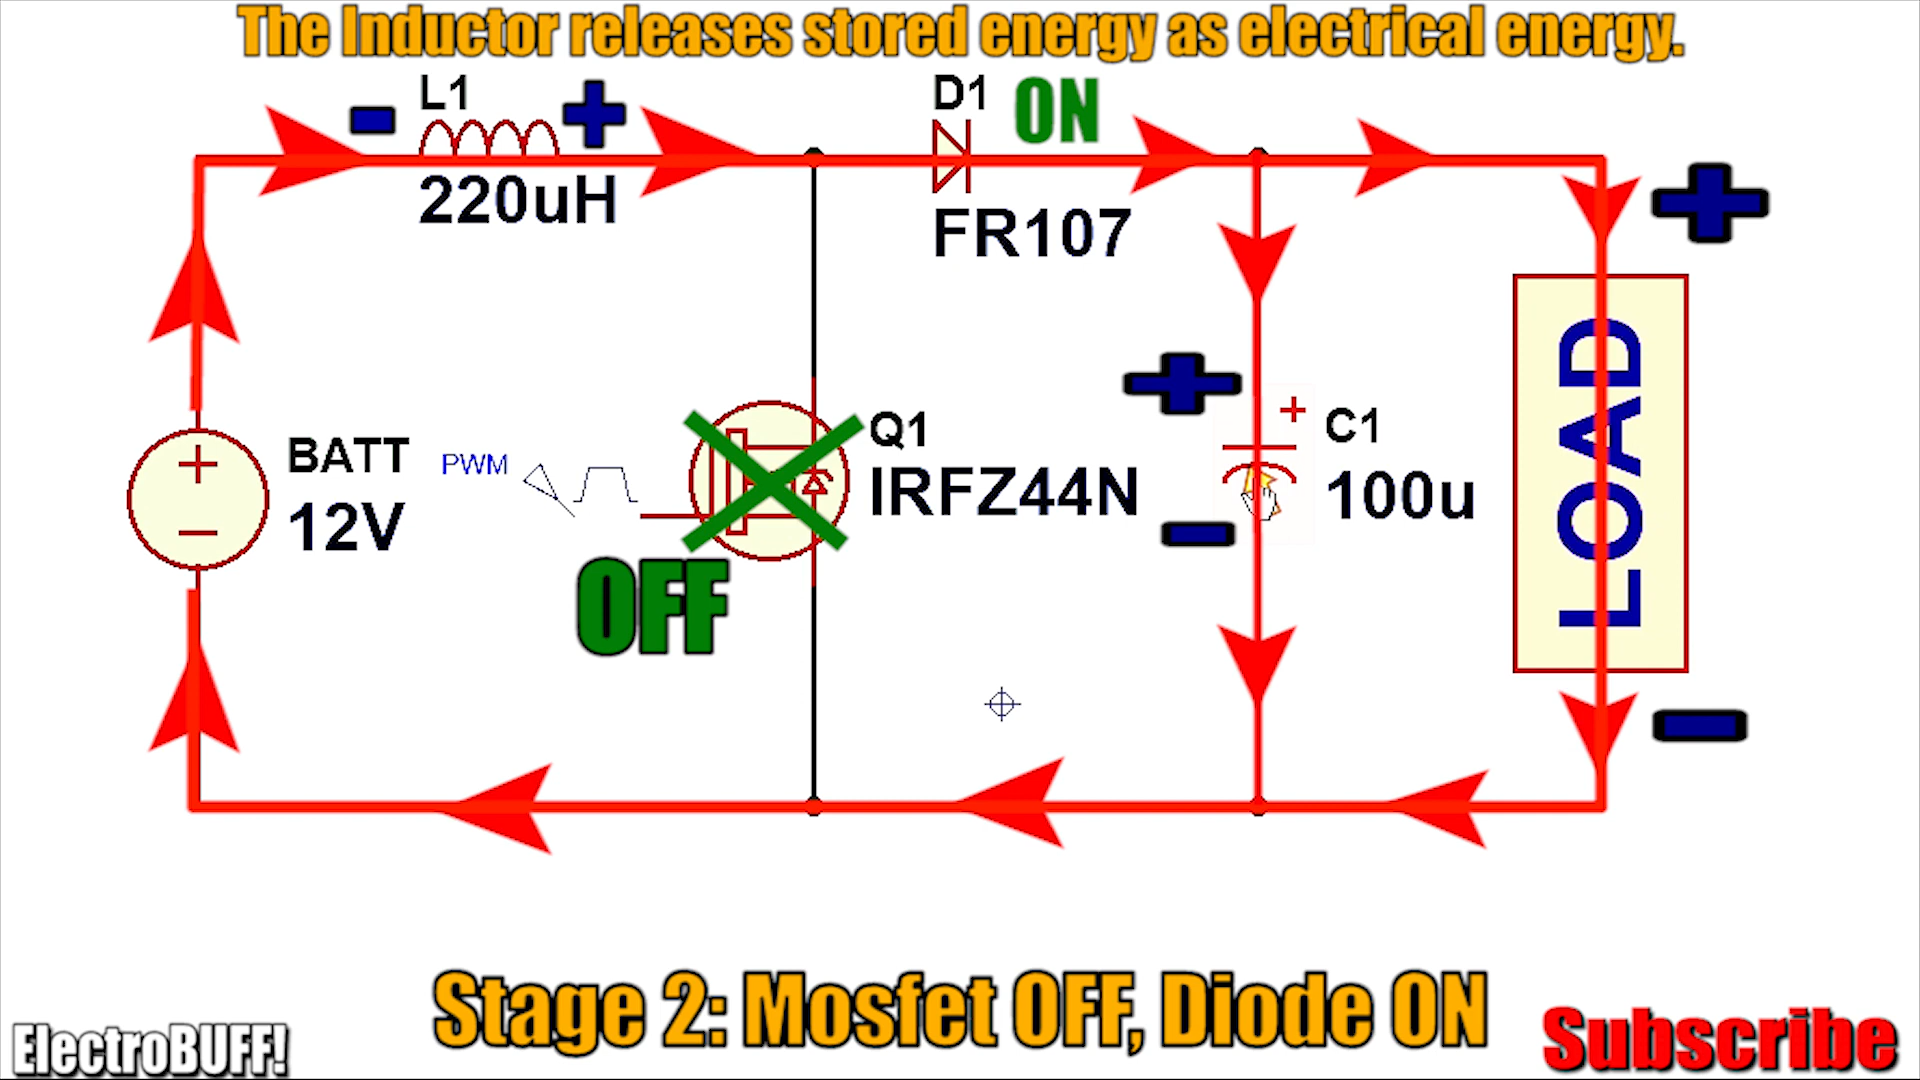 The Inductor releases stored energy as electrical energy.
L1
220uH
D1
ON
FR107
BATT
12V
PWM
OFF
Q1
IRFZ44N
C1
100u
LOAD
Stage 2: Mosfet OFF, Diode ON
ElectroBUFF!
Subscribe